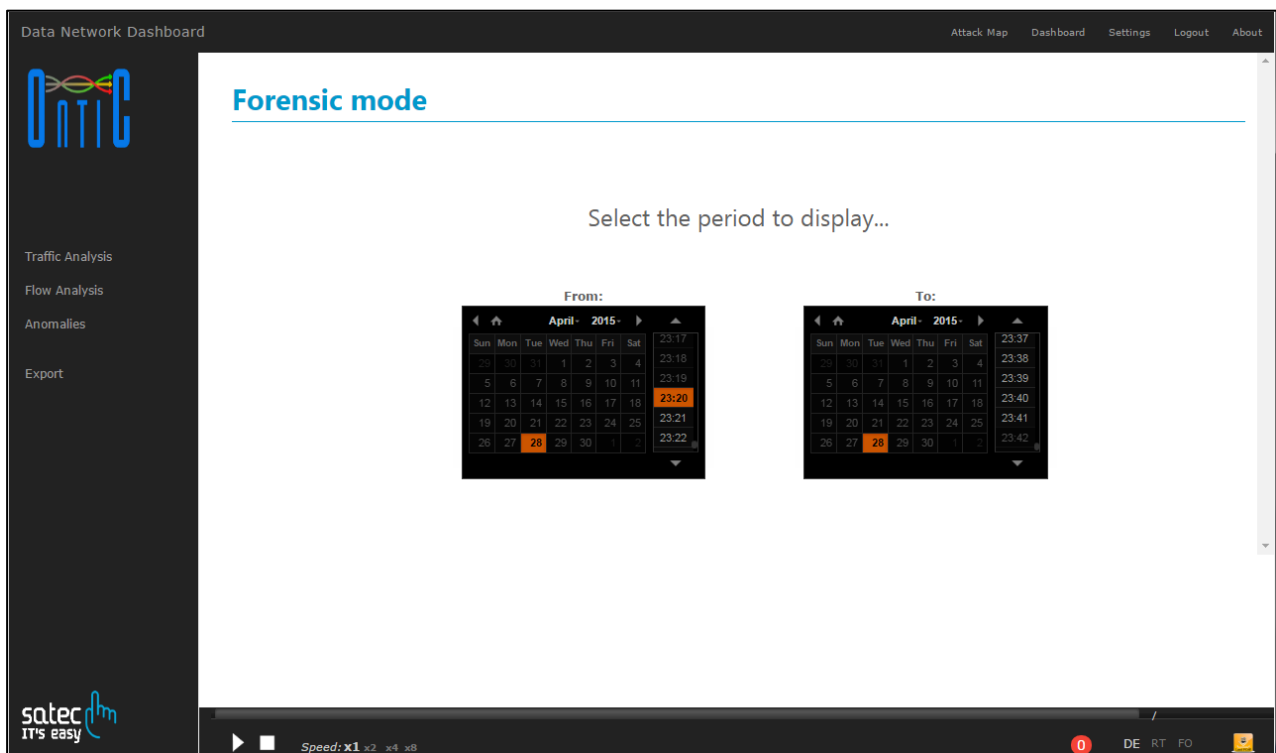 Data Network Dashboard
Attack Map Dashboard Settings Logout About
ONTIC
Forensic mode
Select the period to display...
Traffic Analysis
Flow Analysis
Anomalies
Export
From:
April 2015
Sun Mon Tue Wed Thu Fri Sat
29 30 31 1 2 3 4
5 6 7 8 9 10 11
12 13 14 15 16 17 18
19 20 21 22 23 24 25
26 27 28 29 30 1 2
23:17
23:18
23:19
23:20
23:21
23:22
To:
April 2015
Sun Mon Tue Wed Thu Fri Sat
29 30 31 1 2 3 4
5 6 7 8 9 10 11
12 13 14 15 16 17 18
19 20 21 22 23 24 25
26 27 28 29 30 1 2
23:37
23:38
23:39
23:40
23:41
23:42
satec
IT's easy
/
Speed: x1 x2 x4 x8
0
DE RT FO